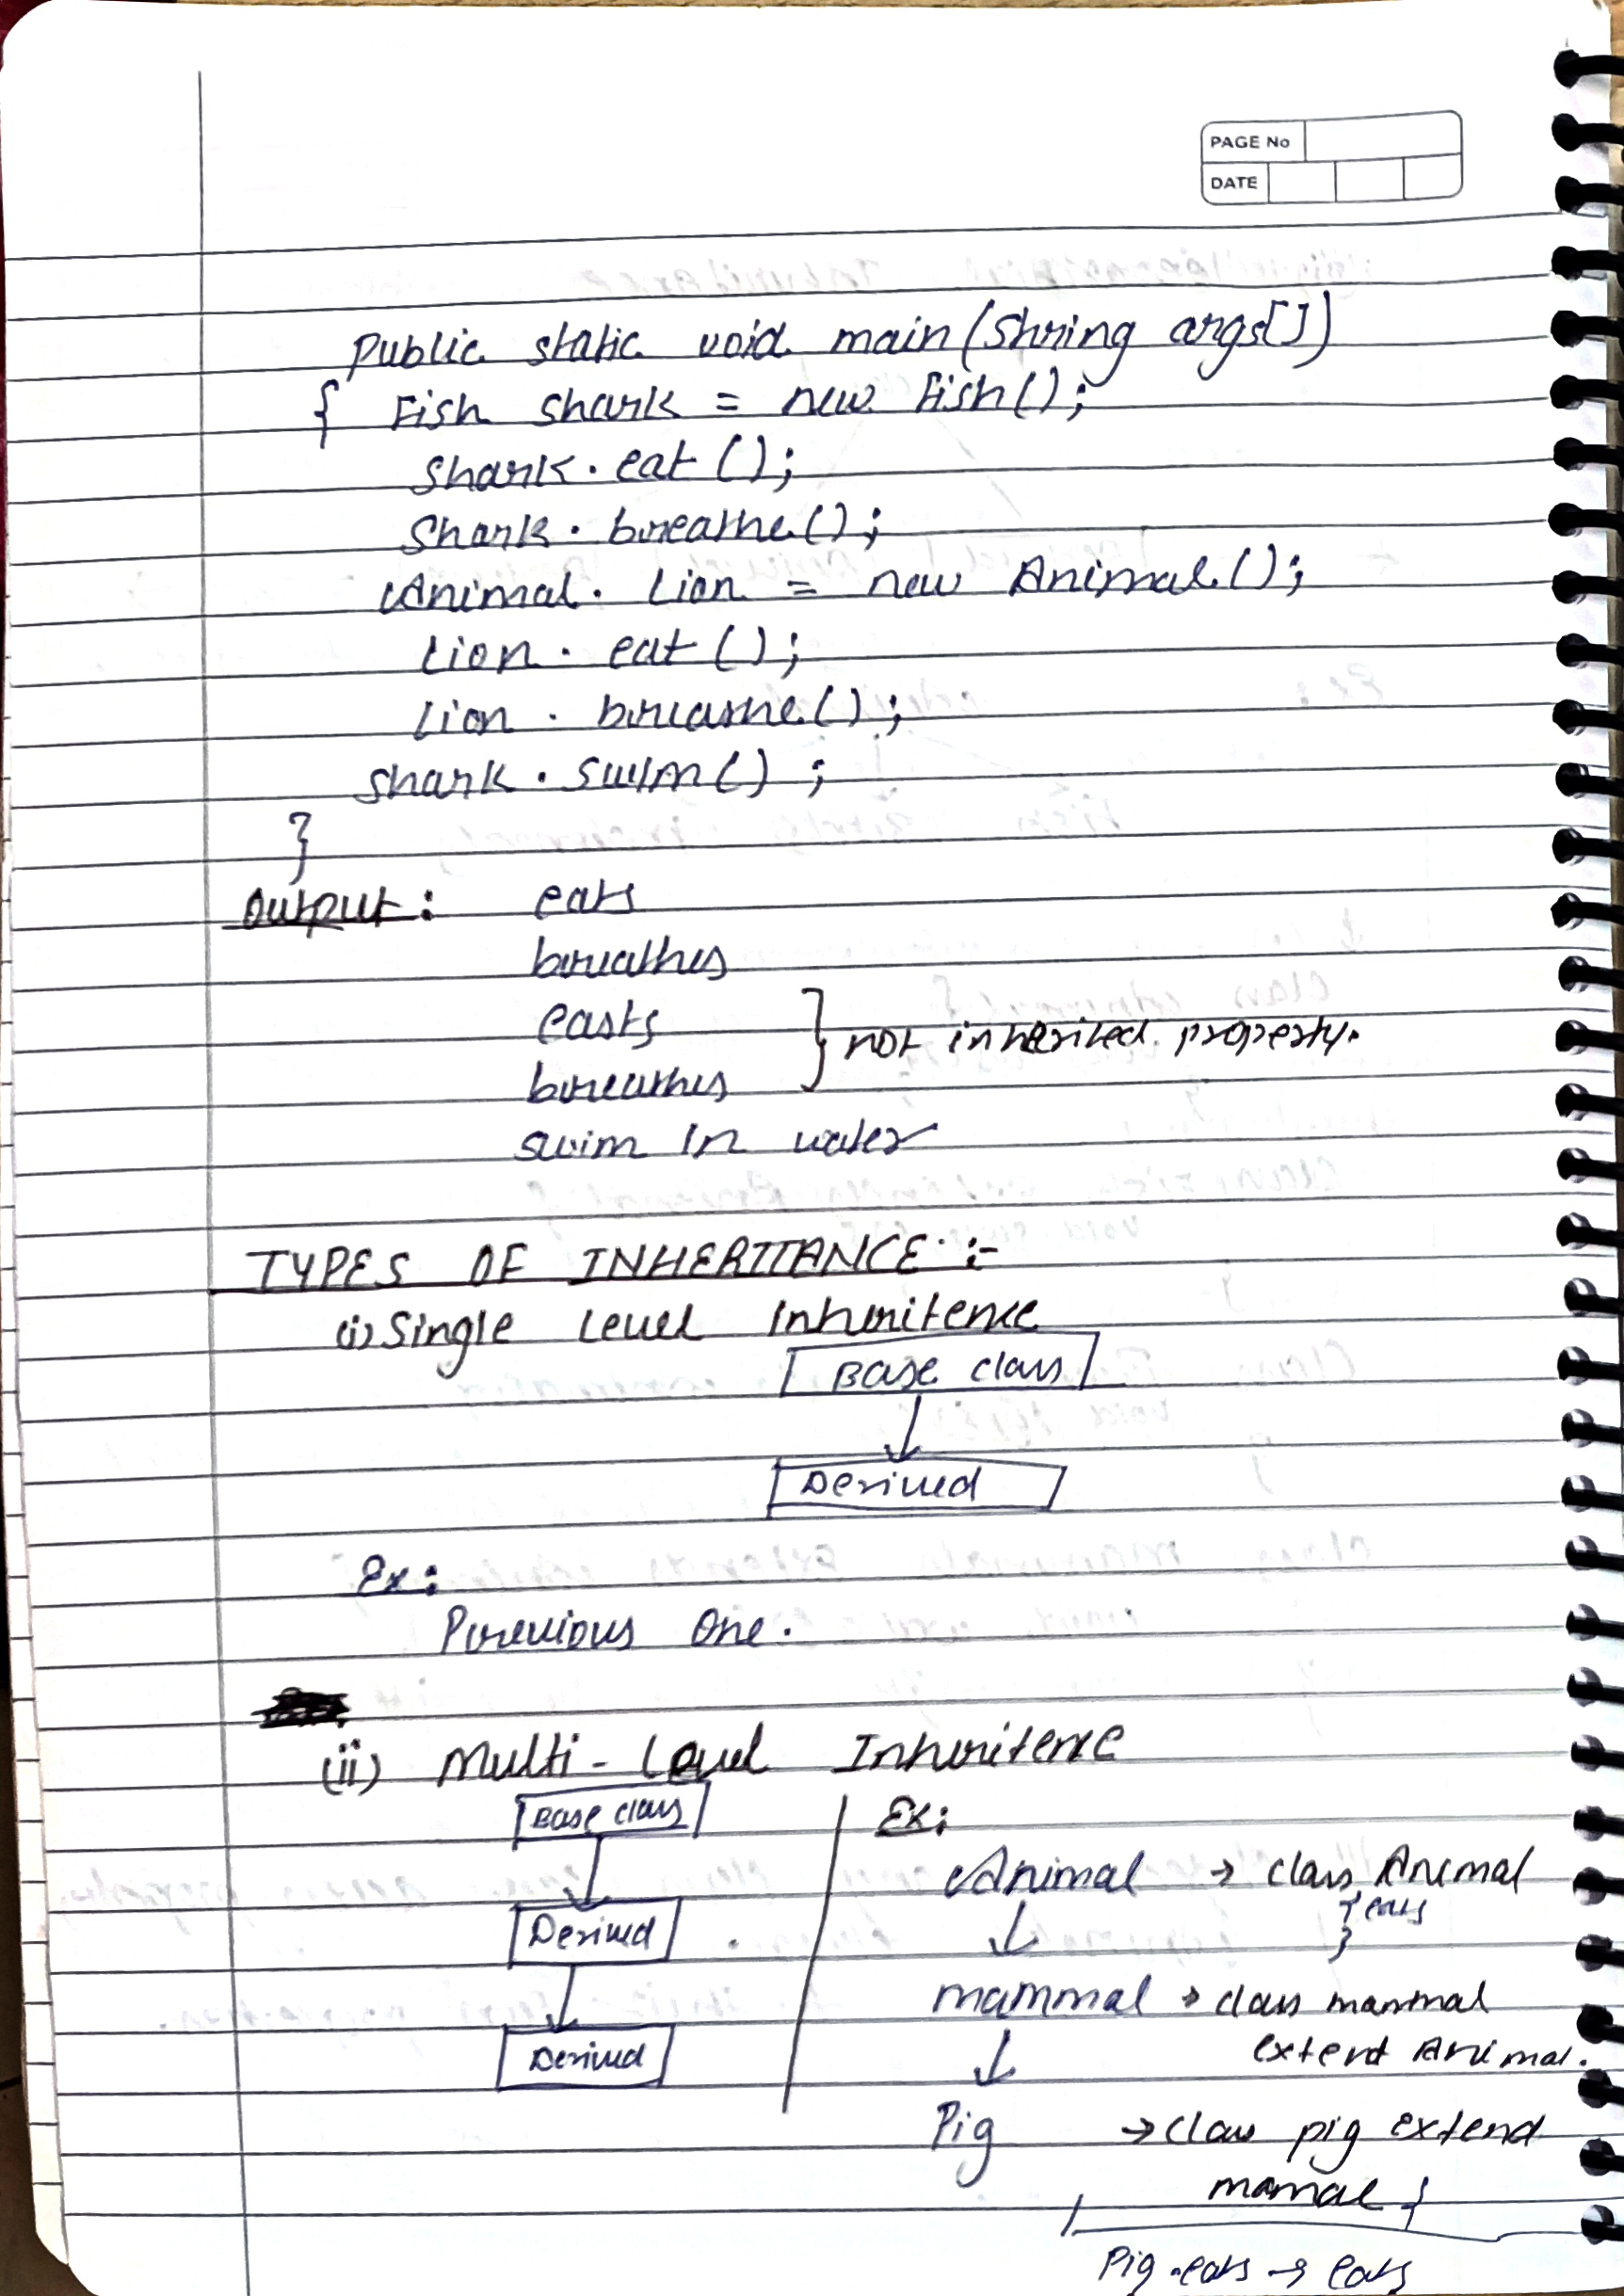 PAGE No
DATE
public static void main(String args[])
{ Fish shark = new Fish();
shark.eat();
Shark.breathe();
Animal. Lion = new Animal();
Lion.eat();
Lion.breathe();
shark.swim();
}
Output: eats
breathes
easts
breathes
} not inherited property.
swim in water
TYPES OF INHERITANCE :-
(i) Single Level Inheritence
Base class
Derived
Ex:
Previous One.
(ii) Multi-Level Inheritence
Base class
Derived
Derived
Ex:
Animal → class Animal
{ eats
}
mammal → class mammal
extend Animal.
Pig → class pig extend
mamal {
Pig.eats → eats